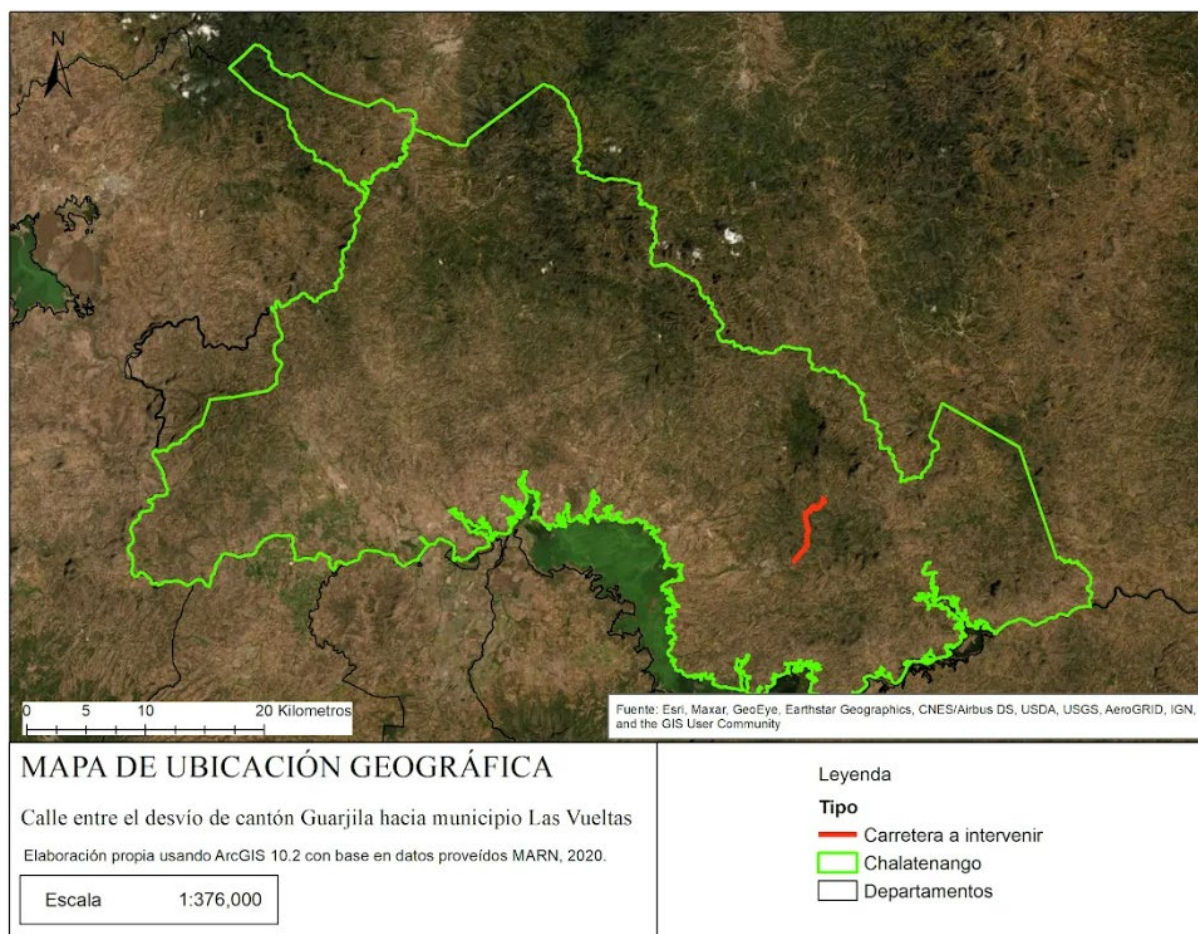 N
0 5 10 20 Kilometros
Fuente: Esri, Maxar, GeoEye, Earthstar Geographics, CNES/Airbus DS, USDA, USGS, AeroGRID, IGN,
and the GIS User Community
MAPA DE UBICACIÓN GEOGRÁFICA
Calle entre el desvío de cantón Guarjila hacia municipio Las Vueltas
Elaboración propia usando ArcGIS 10.2 con base en datos proveídos MARN, 2020.
Escala 1:376,000
Leyenda
Tipo
Carretera a intervenir
Chalatenango
Departamentos